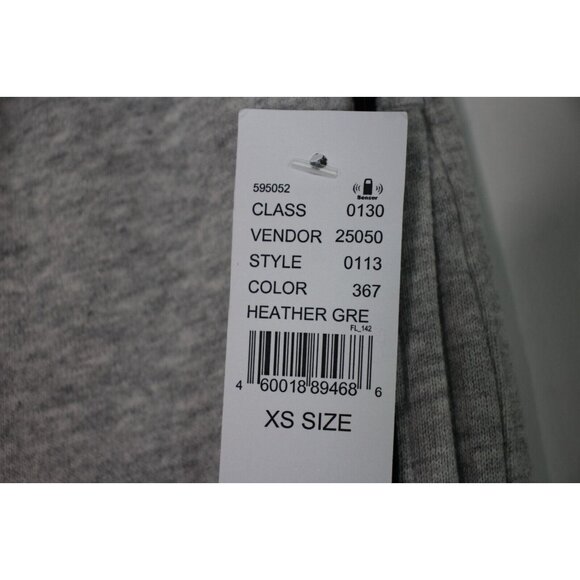 595052
Sensor
CLASS 0130
VENDOR 25050
STYLE 0113
COLOR 367
HEATHER GRE
FL_142
4 60018 89468 6
XS SIZE